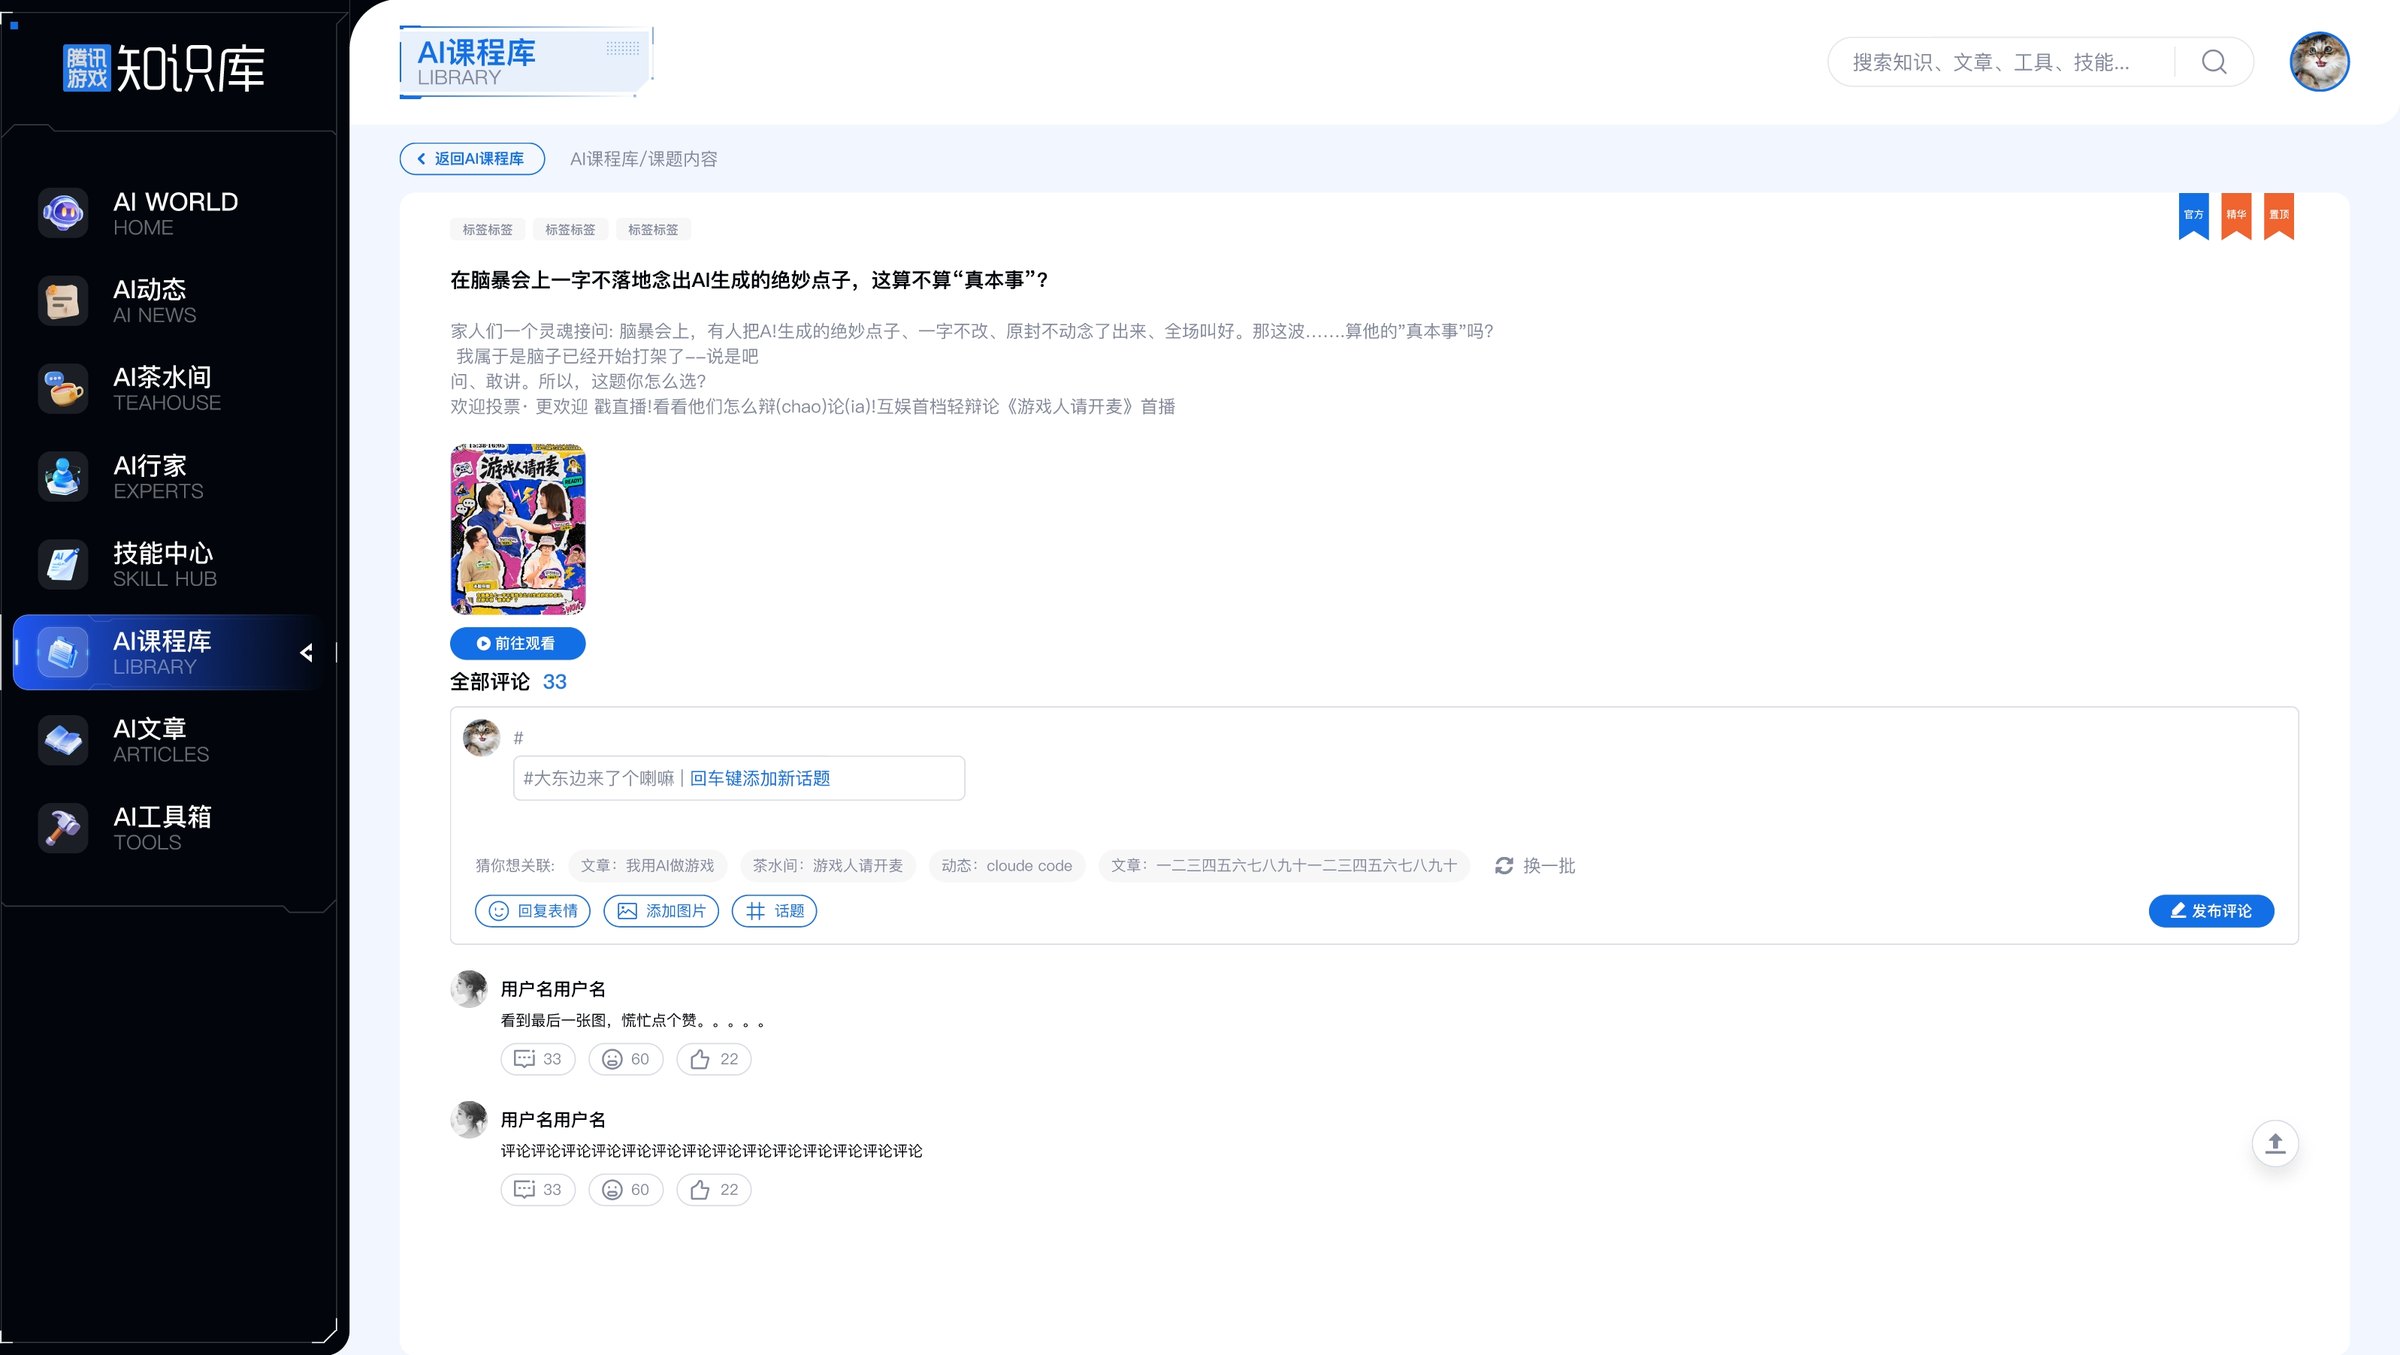 腾讯游戏 知识库
AI WORLD
HOME
AI动态
AI NEWS
AI茶水间
TEAHOUSE
AI行家
EXPERTS
技能中心
SKILL HUB
AI课程库
LIBRARY
AI文章
ARTICLES
AI工具箱
TOOLS
AI课程库
LIBRARY
搜索知识、文章、工具、技能...
返回AI课程库 AI课程库/课题内容
标签标签 标签标签 标签标签
官方 精华 置顶
在脑暴会上一字不落地念出AI生成的绝妙点子，这算不算“真本事”？
家人们一个灵魂接问: 脑暴会上，有人把A!生成的绝妙点子、一字不改、原封不动念了出来、全场叫好。那这波.......算他的”真本事”吗?
我属于是脑子已经开始打架了--说是吧
问、敢讲。所以，这题你怎么选?
欢迎投票· 更欢迎 戳直播!看看他们怎么辩(chao)论(ia)!互娱首档轻辩论《游戏人请开麦》首播
游戏人请开麦
前往观看
全部评论 33
#
#大东边来了个喇嘛 | 回车键添加新话题
猜你想关联: 文章：我用AI做游戏 茶水间：游戏人请开麦 动态：cloude code 文章：一二三四五六七八九十一二三四五六七八九十 换一批
回复表情 添加图片 话题 发布评论
用户名用户名
看到最后一张图，慌忙点个赞。。。。。
33 60 22
用户名用户名
评论评论评论评论评论评论评论评论评论评论评论评论评论评论
33 60 22